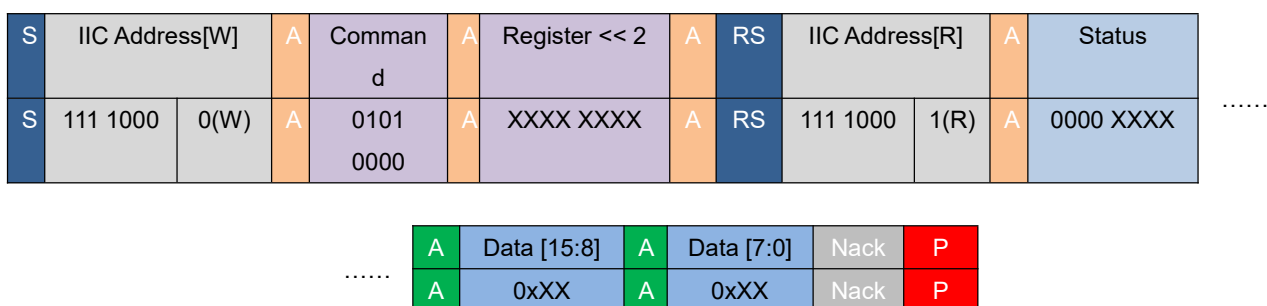 S IIC Address[W] A Comman A Register << 2 A RS IIC Address[R] A Status
d
S 111 1000 0(W) A 0101 A XXXX XXXX A RS 111 1000 1(R) A 0000 XXXX ......
0000
A Data [15:8] A Data [7:0] Nack P
...... A 0xXX A 0xXX Nack P